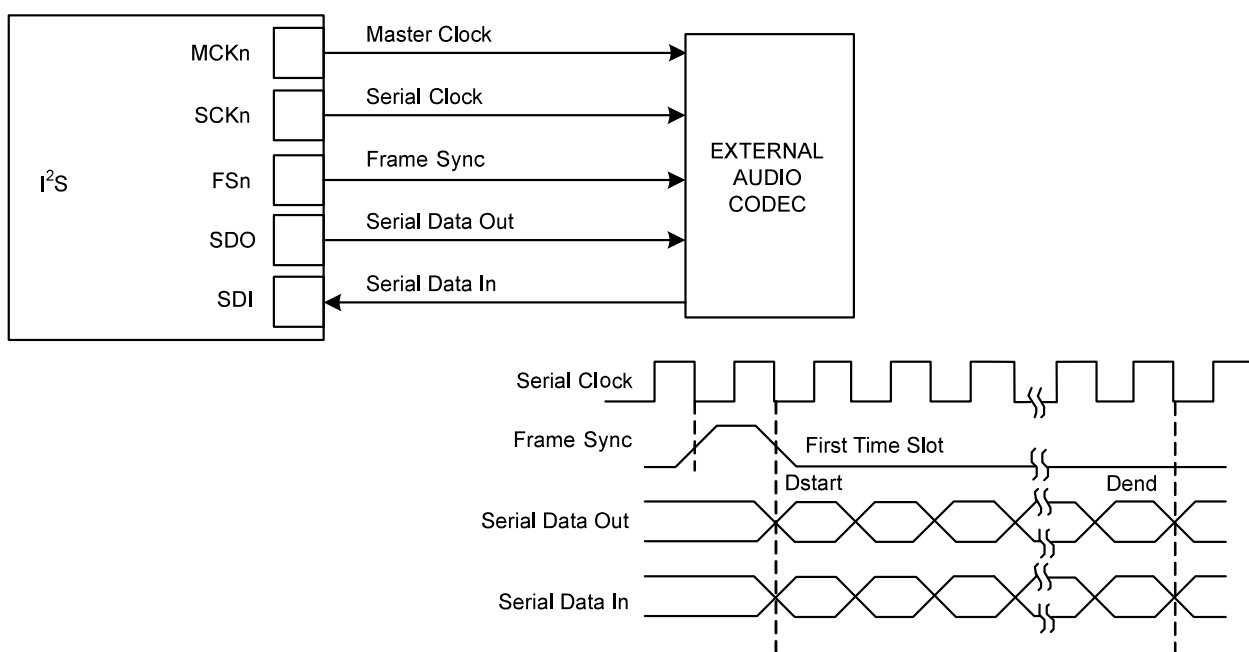 I²S
MCKn
Master Clock
SCKn
Serial Clock
FSn
Frame Sync
SDO
Serial Data Out
SDI
Serial Data In
EXTERNAL
AUDIO
CODEC
Serial Clock
Frame Sync
First Time Slot
Dstart
Dend
Serial Data Out
Serial Data In